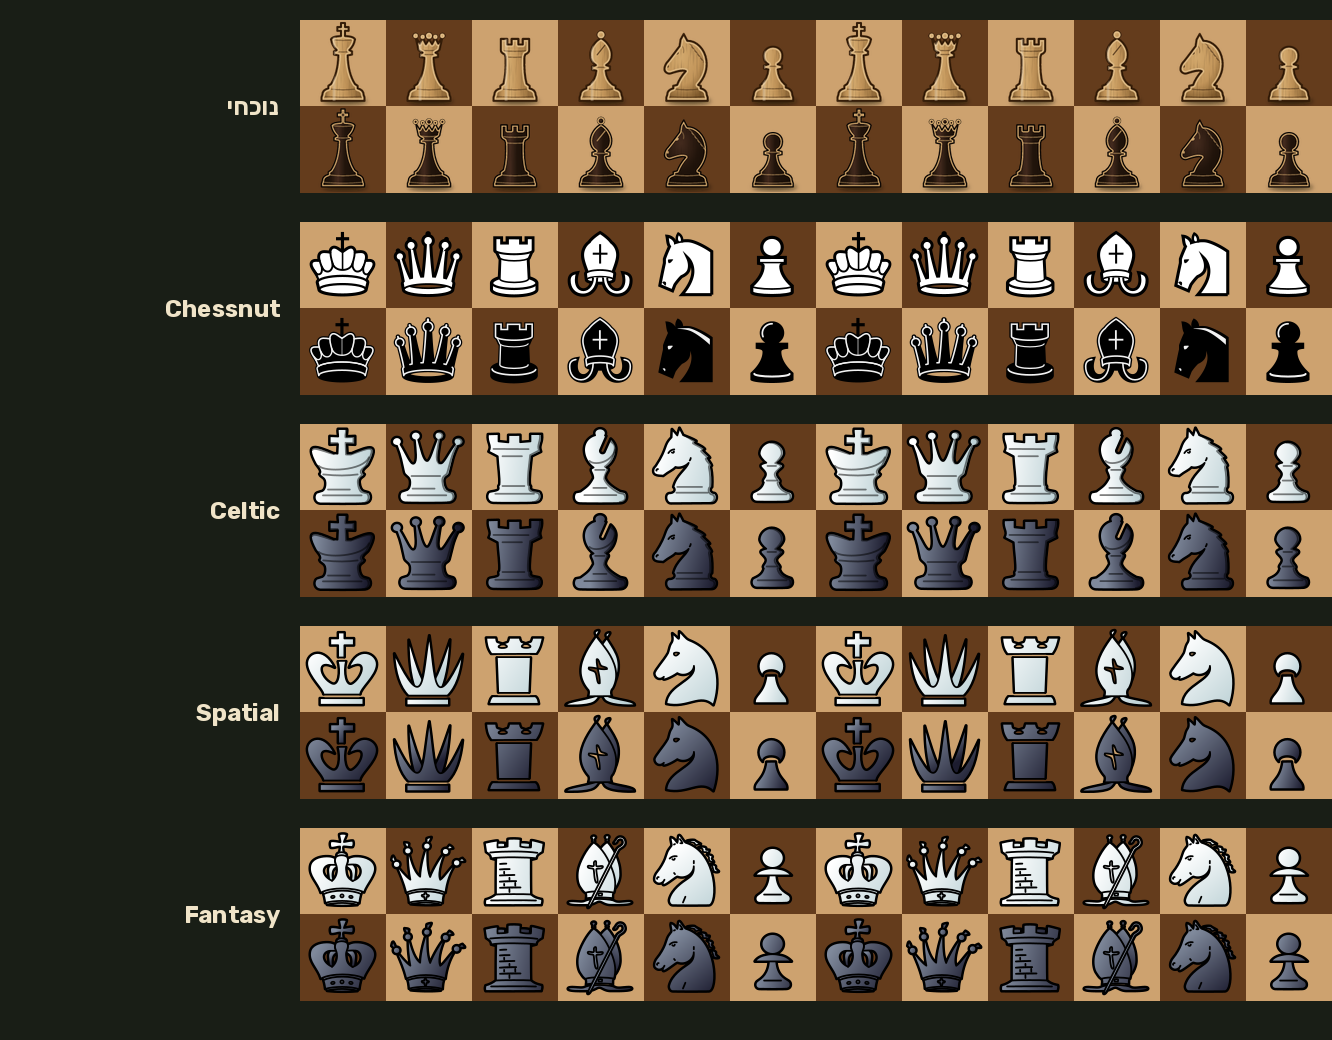 נוכחי
Chessnut
Celtic
Spatial
Fantasy